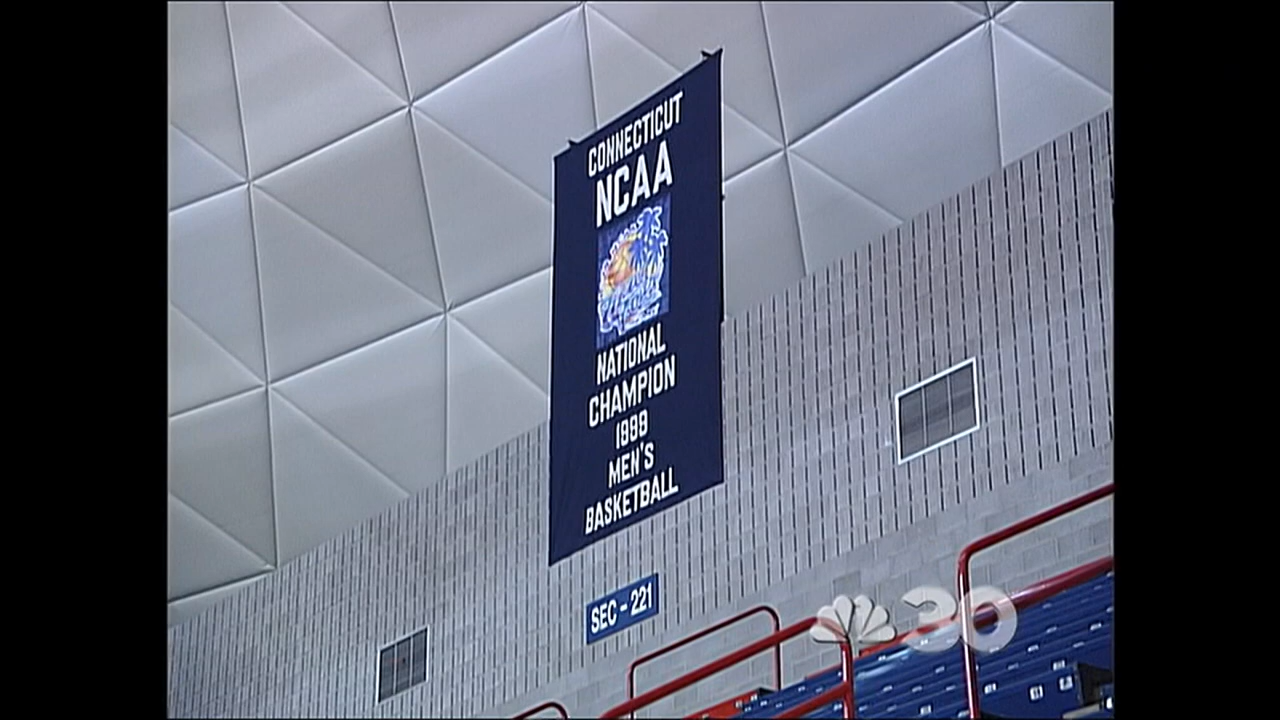 CONNECTICUT
NCAA
NATIONAL
CHAMPION
1999
MEN'S
BASKETBALL
SEC - 221
30